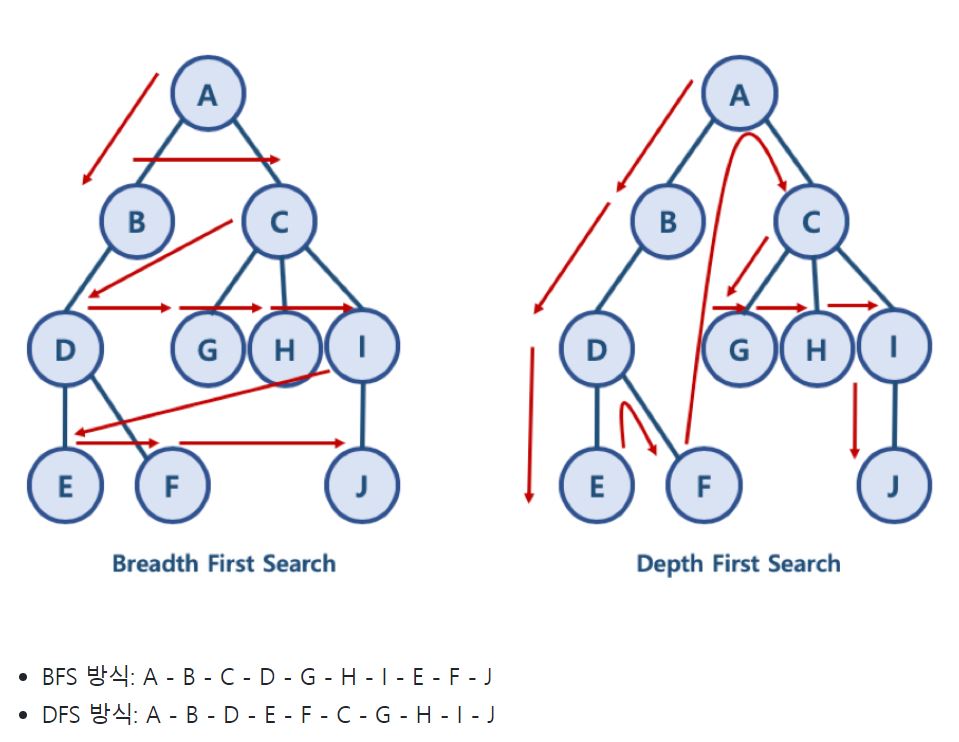 A
A
B
C
B
C
D
G
H
I
D
G
H
I
E
F
J
E
F
J
Breadth First Search
Depth First Search
• BFS 방식: A - B - C - D - G - H - I - E - F - J
• DFS 방식: A - B - D - E - F - C - G - H - I - J